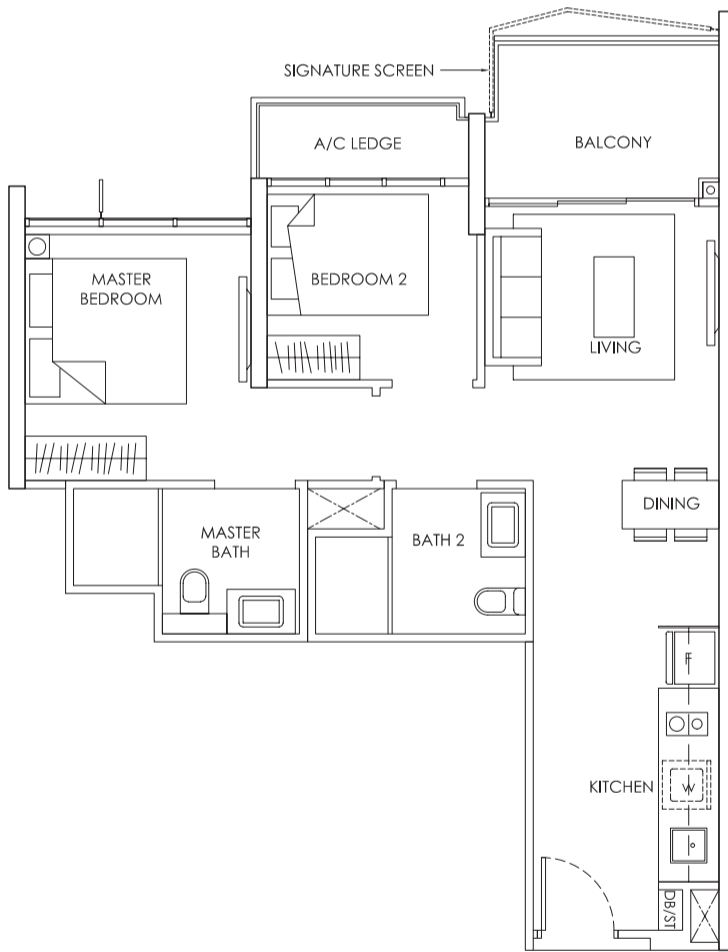 SIGNATURE SCREEN
A/C LEDGE
BALCONY
MASTER
BEDROOM
BEDROOM 2
LIVING
DINING
MASTER
BATH
BATH 2
F
KITCHEN
W
DB/ST